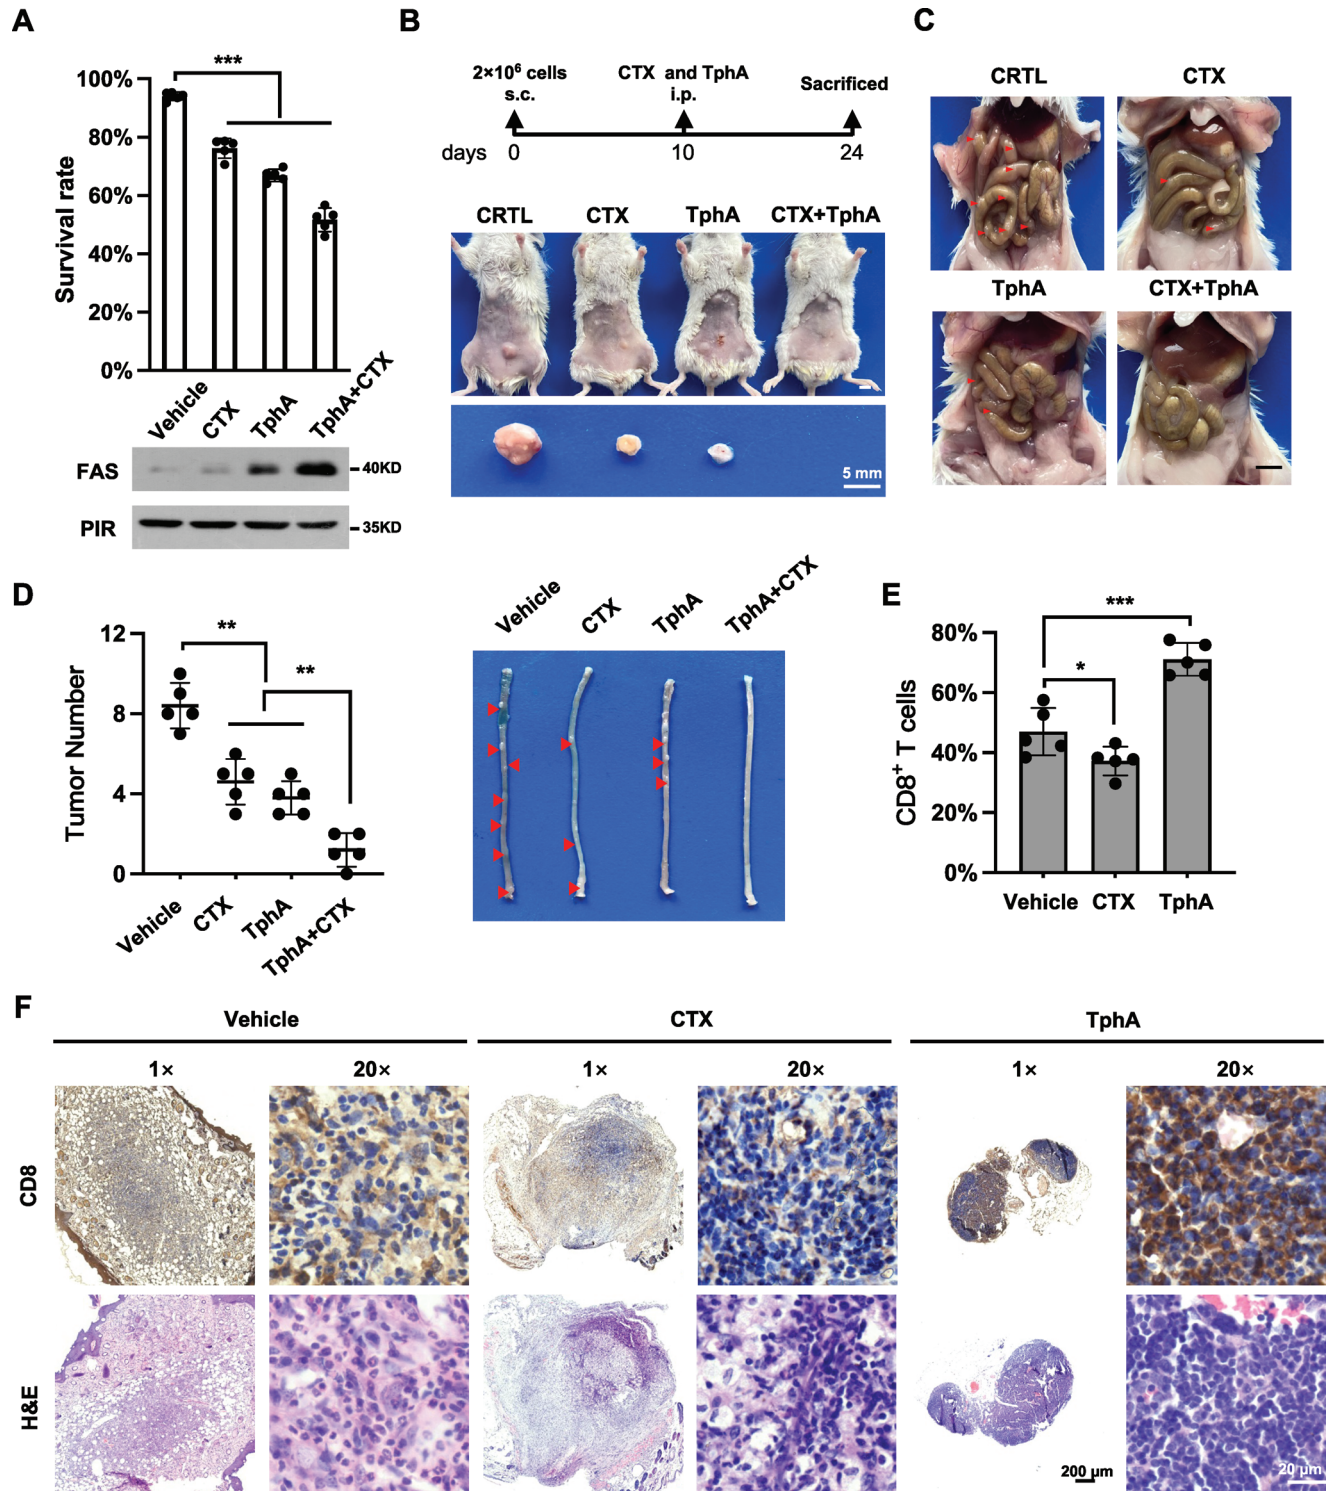 A
***
100%
80%
60%
40%
20%
0%
Survival rate
Vehicle
CTX
TphA
TphA+CTX
FAS
40KD
PIR
35KD
B
2×10⁶ cells
s.c.
CTX and TphA
i.p.
Sacrificed
days
0
10
24
CRTL
CTX
TphA
CTX+TphA
5 mm
C
CRTL
CTX
TphA
CTX+TphA
D
**
**
12
8
4
0
Tumor Number
Vehicle
CTX
TphA
TphA+CTX
Vehicle
CTX
TphA
TphA+CTX
E
***
*
80%
60%
40%
20%
0%
CD8⁺ T cells
Vehicle
CTX
TphA
F
Vehicle
CTX
TphA
1×
20×
1×
20×
1×
20×
CD8
H&E
200 μm
20 μm